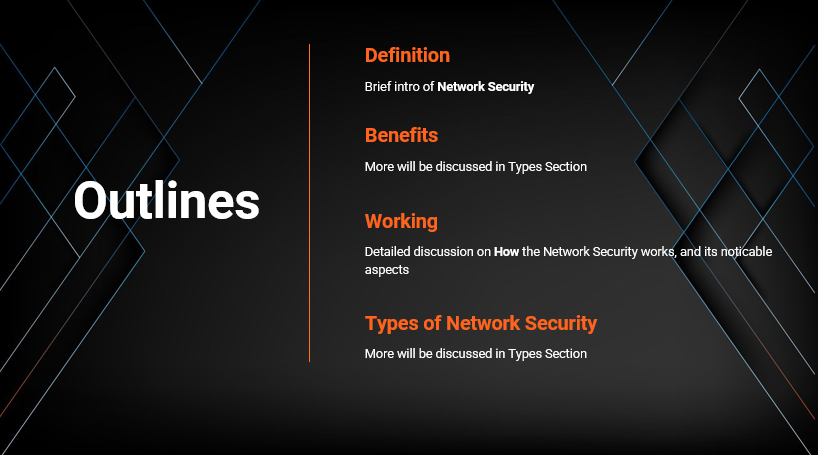 Outlines
Definition
Brief intro of Network Security
Benefits
More will be discussed in Types Section
Working
Detailed discussion on How the Network Security works, and its noticable
aspects
Types of Network Security
More will be discussed in Types Section